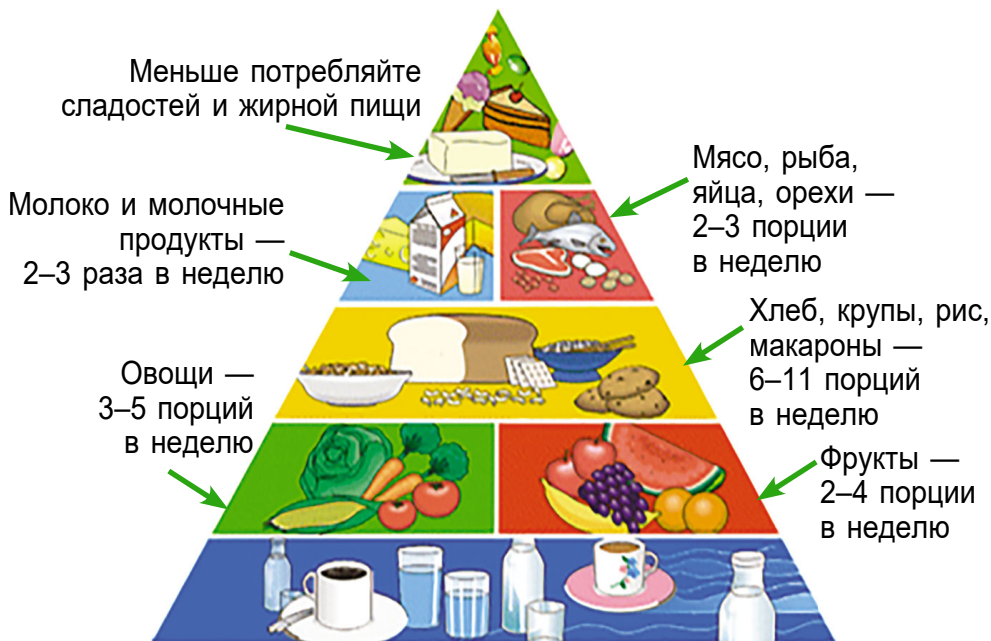 Меньше потребляйте
сладостей и жирной пищи
Мясо, рыба,
яйца, орехи —
2–3 порции
в неделю
Молоко и молочные
продукты —
2–3 раза в неделю
Хлеб, крупы, рис,
макароны —
6–11 порций
в неделю
Овощи —
3–5 порций
в неделю
Фрукты —
2–4 порции
в неделю